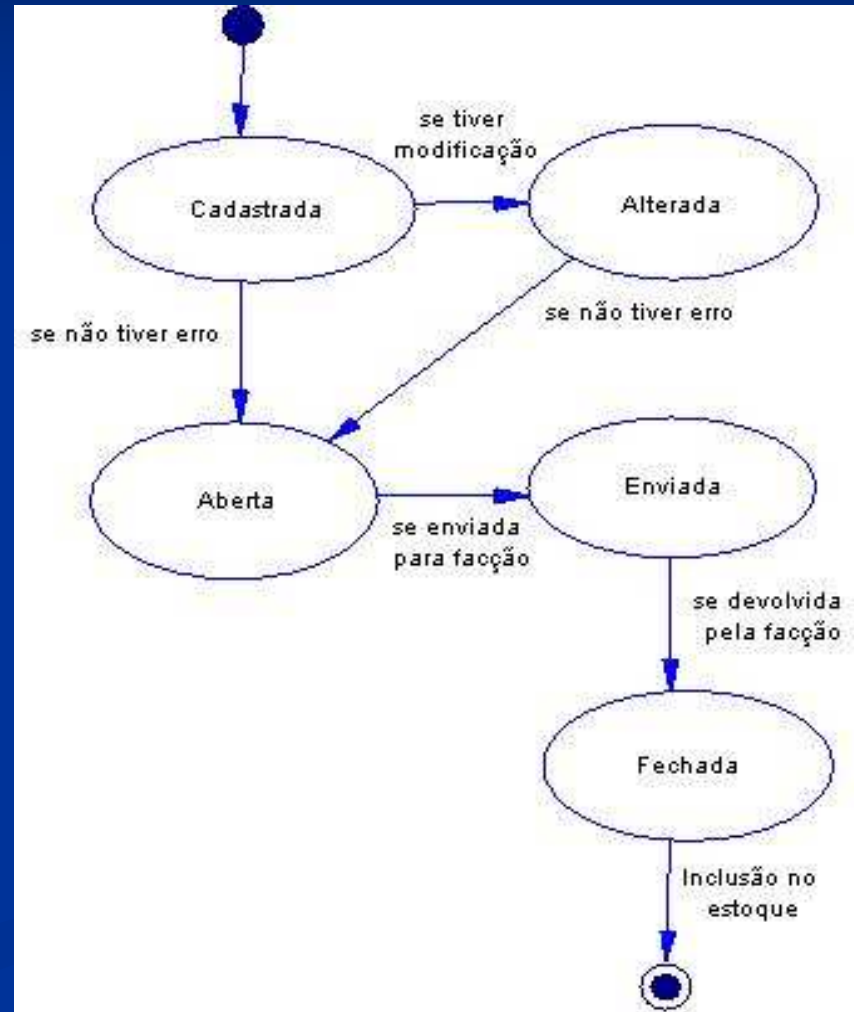 se tiver
modificação
Cadastrada
Alterada
se não tiver erro
se não tiver erro
Aberta
Enviada
se enviada
para facção
se devolvida
pela facção
Fechada
Inclusão no
estoque